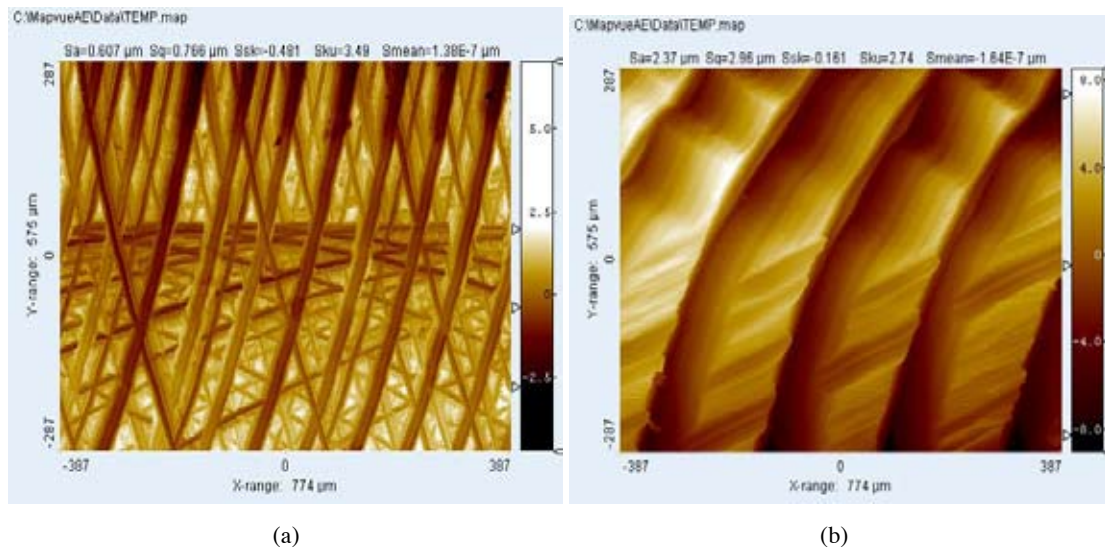 C:\MapvueAE\Data\TEMP.map
Sa=0.607 µm Sq=0.766 µm Ssk=-0.481 Sku=3.49 Smean=1.38E-7 µm
287
Y-range: 575 µm
0
-287
-387 0 387
X-range: 774 µm
5.0
2.5
0
-2.5
(a)
C:\MapvueAE\Data\TEMP.map
Sa=2.37 µm Sq=2.96 µm Ssk=-0.161 Sku=2.74 Smean=-1.64E-7 µm
287
Y-range: 575 µm
0
-287
-387 0 387
X-range: 774 µm
8.0
4.0
-4.0
-8.0
(b)